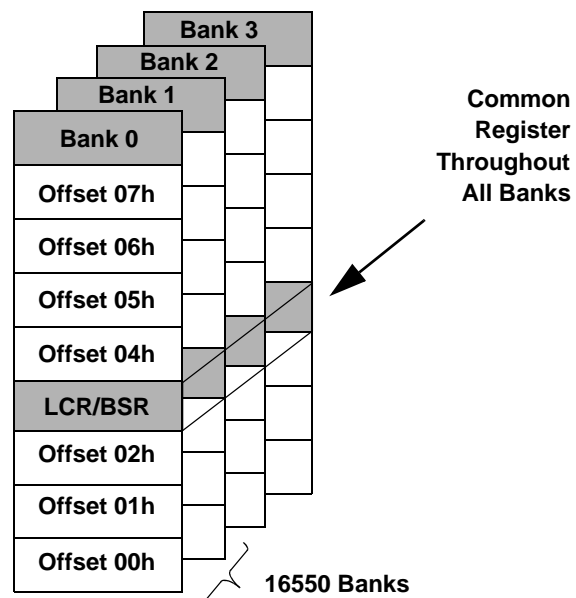 Bank 3
Bank 2
Bank 1
Bank 0
Offset 07h
Offset 06h
Offset 05h
Offset 04h
LCR/BSR
Offset 02h
Offset 01h
Offset 00h
Common
Register
Throughout
All Banks
16550 Banks